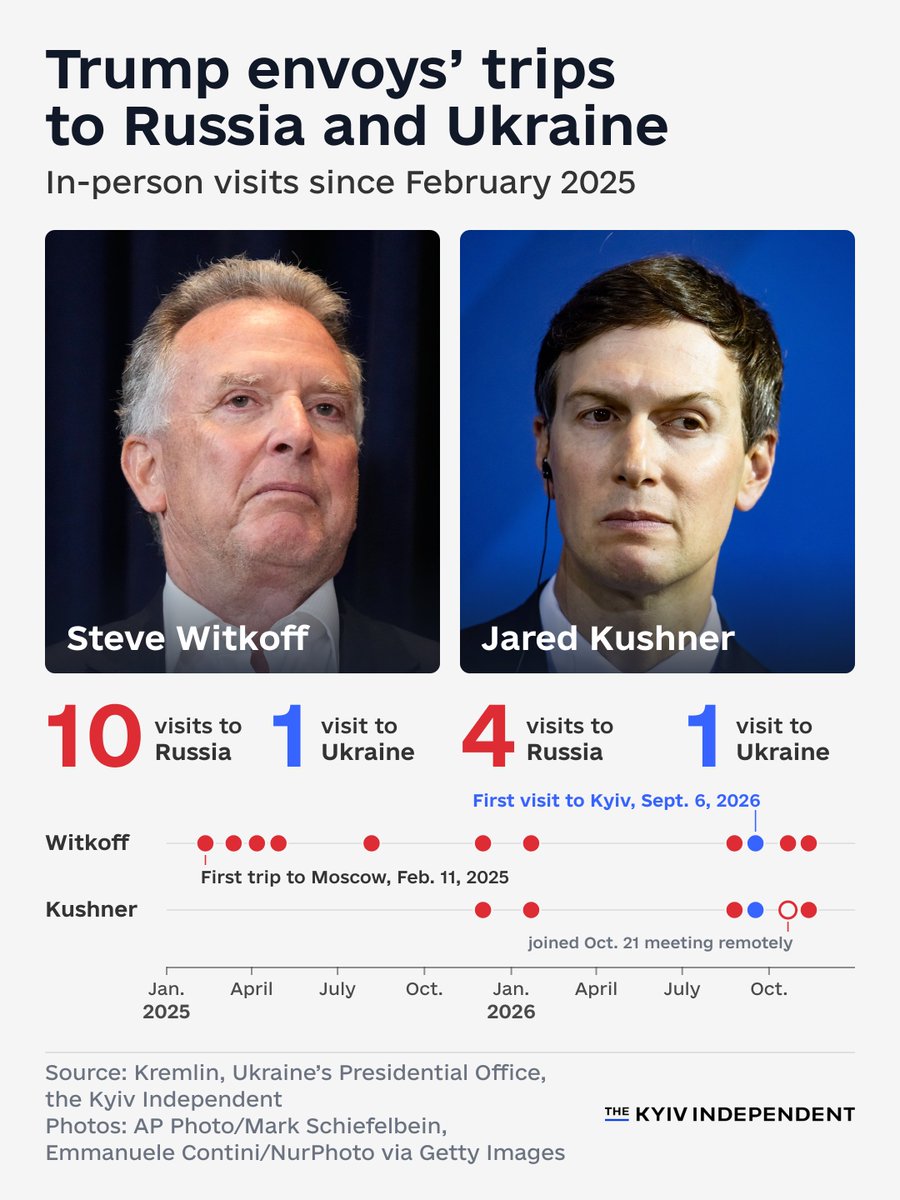 Trump envoys’ trips
to Russia and Ukraine
In-person visits since February 2025
Steve Witkoff
Jared Kushner
10 visits to Russia
1 visit to Ukraine
4 visits to Russia
1 visit to Ukraine
First visit to Kyiv, Sept. 6, 2026
Witkoff
First trip to Moscow, Feb. 11, 2025
Kushner
joined Oct. 21 meeting remotely
Jan. April July Oct. Jan. April July Oct.
2025 2026
Source: Kremlin, Ukraine’s Presidential Office,
the Kyiv Independent
Photos: AP Photo/Mark Schiefelbein,
Emmanuele Contini/NurPhoto via Getty Images
THE KYIV INDEPENDENT